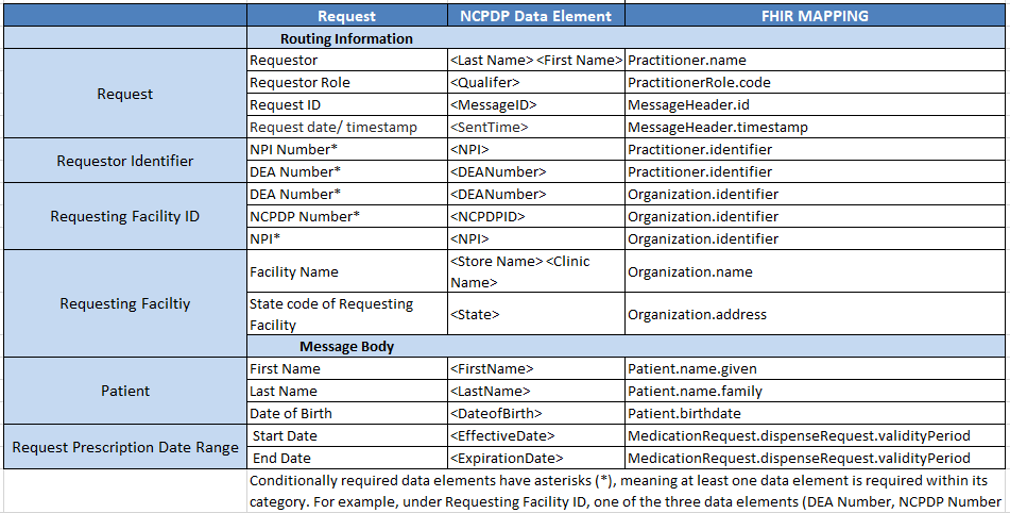 Request NCPDP Data Element FHIR MAPPING
Routing Information
Request
Requestor <Last Name> <First Name> Practitioner.name
Requestor Role <Qualifer> PractitionerRole.code
Request ID <MessageID> MessageHeader.id
Request date/ timestamp <SentTime> MessageHeader.timestamp
Requestor Identifier
NPI Number* <NPI> Practitioner.identifier
DEA Number* <DEANumber> Practitioner.identifier
Requesting Facility ID
DEA Number* <DEANumber> Organization.identifier
NCPDP Number* <NCPDPID> Organization.identifier
NPI* <NPI> Organization.identifier
Requesting Faciltiy
Facility Name <Store Name> <Clinic
Name> Organization.name
State code of Requesting
Facility <State> Organization.address
Message Body
Patient
First Name <FirstName> Patient.name.given
Last Name <LastName> Patient.name.family
Date of Birth <DateofBirth> Patient.birthdate
Request Prescription Date Range
Start Date <EffectiveDate> MedicationRequest.dispenseRequest.validityPeriod
End Date <ExpirationDate> MedicationRequest.dispenseRequest.validityPeriod
Conditionally required data elements have asterisks (*), meaning at least one data element is required within its
category. For example, under Requesting Facility ID, one of the three data elements (DEA Number, NCPDP Number